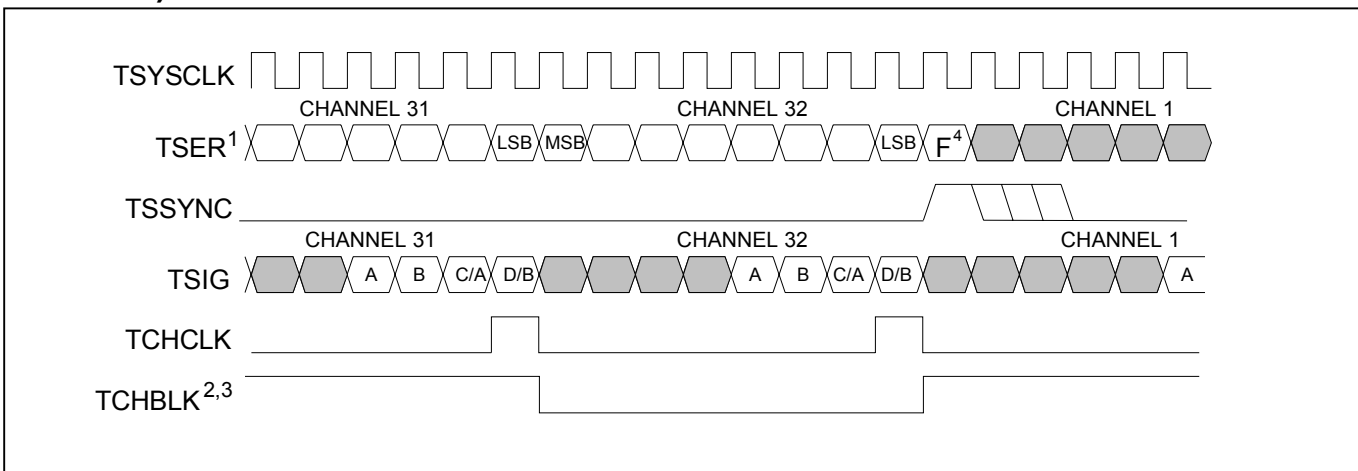 TSYSCLK
CHANNEL 31 CHANNEL 32 CHANNEL 1
TSER1 LSB MSB LSB F4
TSSYNC
CHANNEL 31 CHANNEL 32 CHANNEL 1
TSIG A B C/A D/B A B C/A D/B A
TCHCLK
TCHBLK2,3